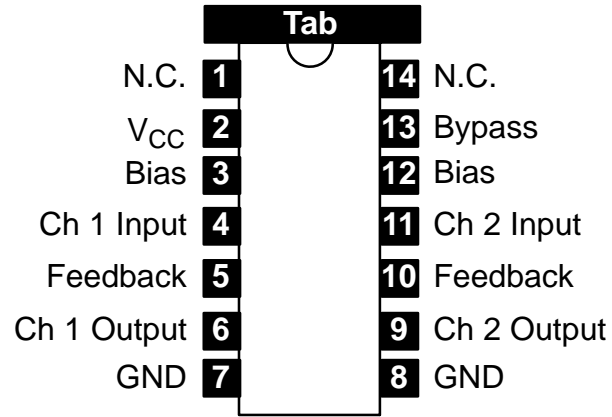 Tab
N.C. 1 14 N.C.
VCC 2 13 Bypass
Bias 3 12 Bias
Ch 1 Input 4 11 Ch 2 Input
Feedback 5 10 Feedback
Ch 1 Output 6 9 Ch 2 Output
GND 7 8 GND